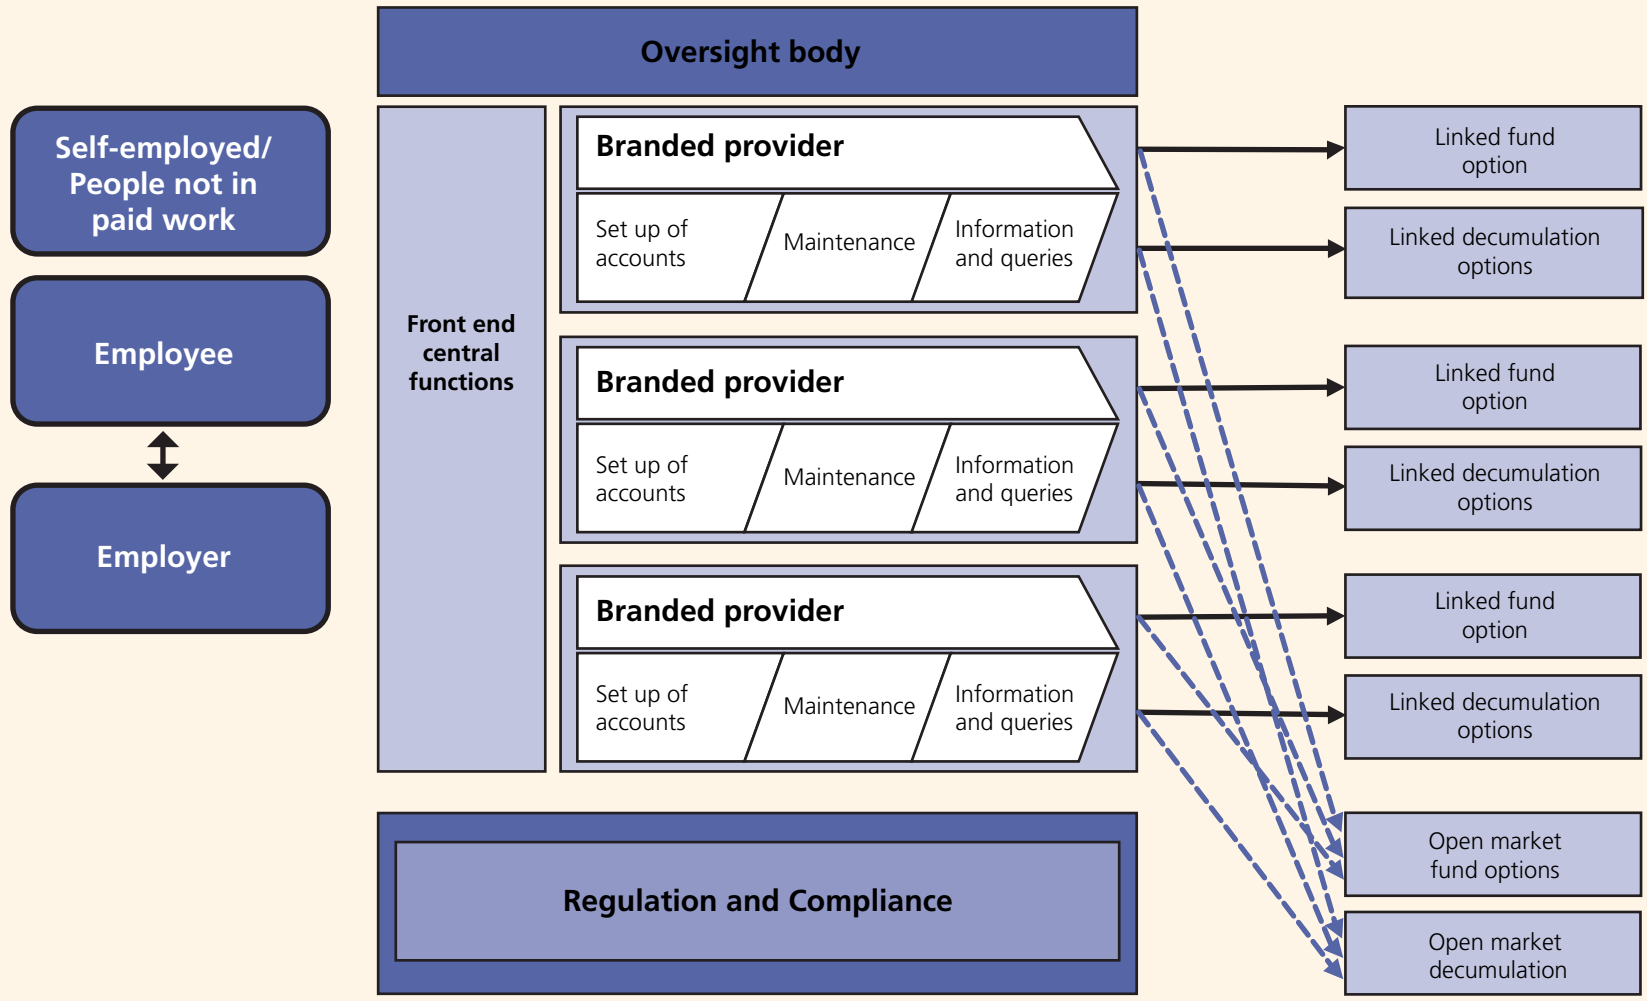 Oversight body
Self-employed/
People not in
paid work
Employee
Employer
Front end
central
functions
Branded provider
Set up of
accounts
Maintenance
Information
and queries
Branded provider
Set up of
accounts
Maintenance
Information
and queries
Branded provider
Set up of
accounts
Maintenance
Information
and queries
Linked fund
option
Linked decumulation
options
Linked fund
option
Linked decumulation
options
Linked fund
option
Linked decumulation
options
Open market
fund options
Open market
decumulation
Regulation and Compliance